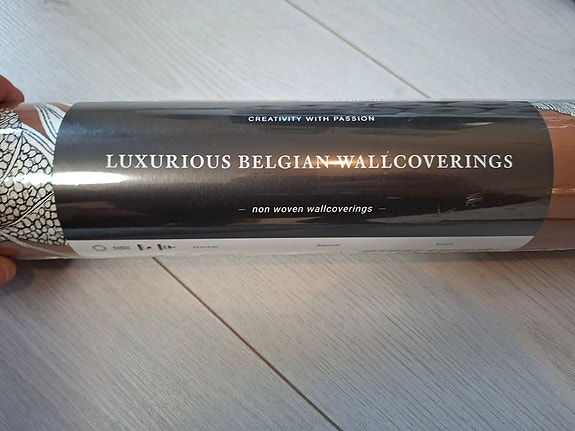 CREATIVITY WITH PASSION
LUXURIOUS BELGIAN WALLCOVERINGS
– non woven wallcoverings –